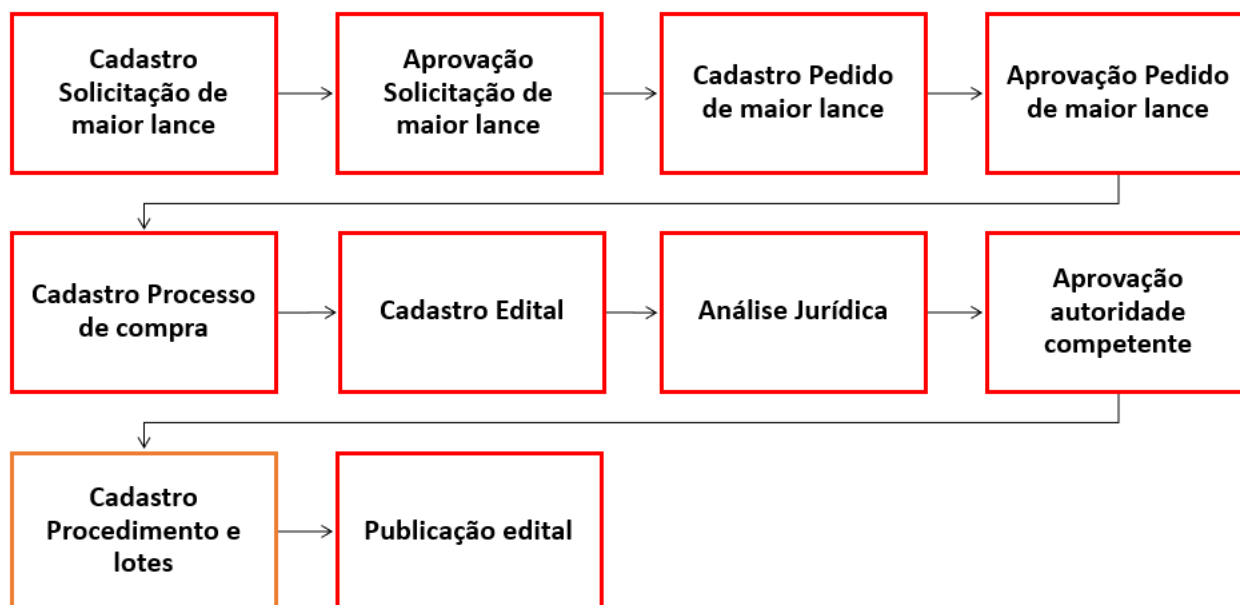 Cadastro
Solicitação de
maior lance
Aprovação
Solicitação de
maior lance
Cadastro Pedido
de maior lance
Aprovação Pedido
de maior lance
Cadastro Processo
de compra
Cadastro Edital
Análise Jurídica
Aprovação
autoridade
competente
Cadastro
Procedimento e
lotes
Publicação edital